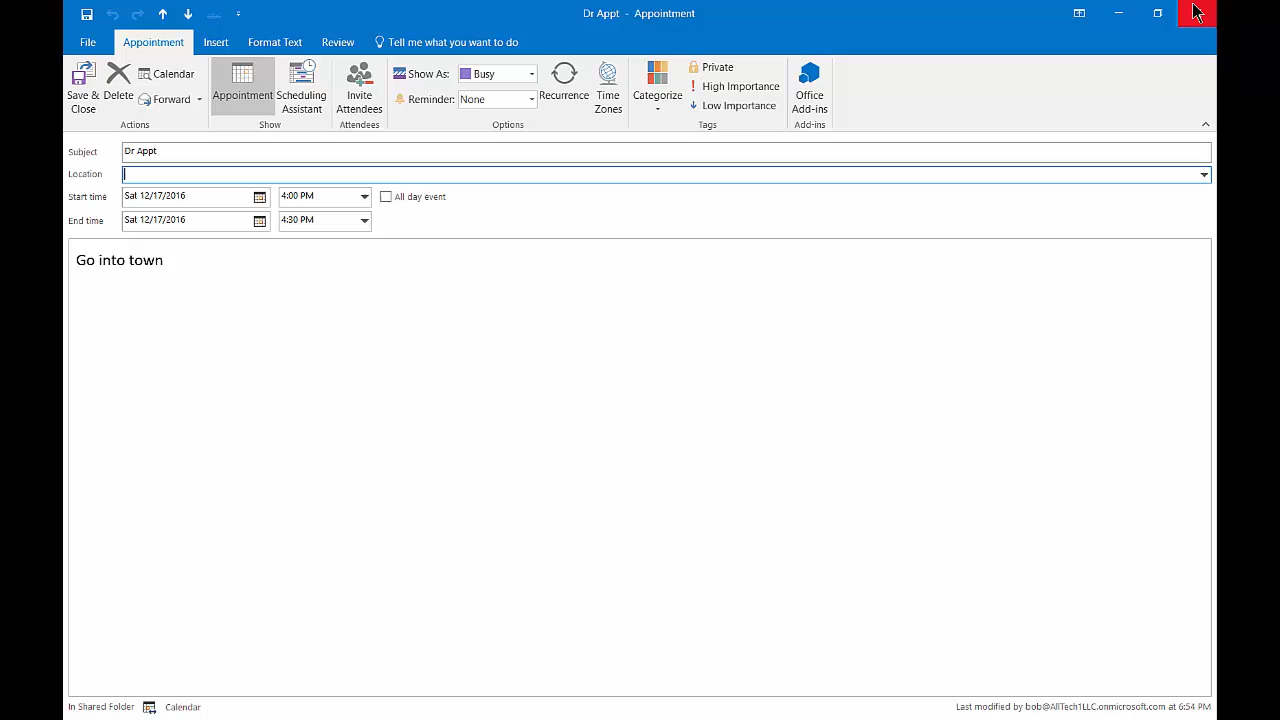 Dr Appt - Appointment
File Appointment Insert Format Text Review Tell me what you want to do
Save & Close
Delete
Calendar
Forward
Actions
Appointment
Scheduling Assistant
Show
Invite Attendees
Attendees
Show As: Busy
Reminder: None
Recurrence
Time Zones
Options
Categorize
Private
High Importance
Low Importance
Tags
Office Add-ins
Add-ins
Subject Dr Appt
Location
Start time Sat 12/17/2016 4:00 PM All day event
End time Sat 12/17/2016 4:30 PM
Go into town
In Shared Folder Calendar Last modified by bob@AllTech1LLC.onmicrosoft.com at 6:54 PM